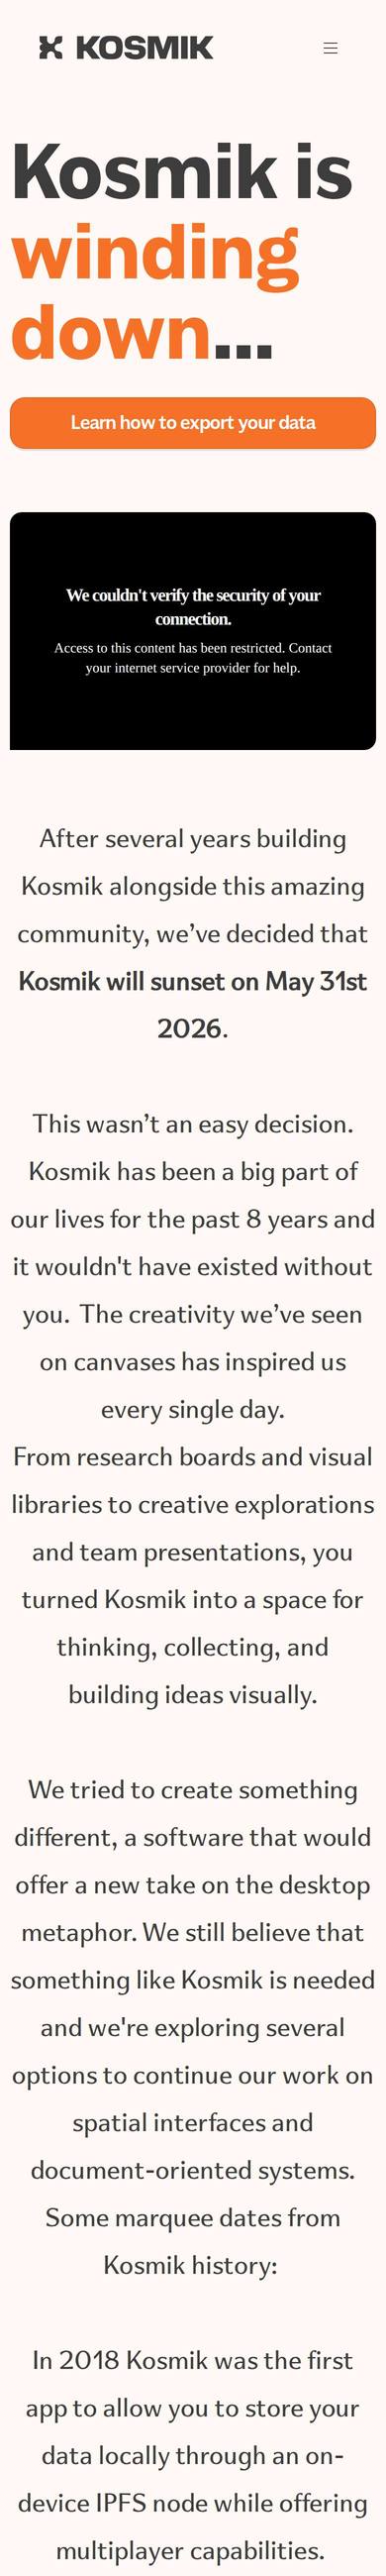 KOSMIK
Kosmik is
winding
down...
Learn how to export your data
We couldn't verify the security of your
connection.
Access to this content has been restricted. Contact
your internet service provider for help.
After several years building
Kosmik alongside this amazing
community, we’ve decided that
Kosmik will sunset on May 31st
2026.
This wasn’t an easy decision.
Kosmik has been a big part of
our lives for the past 8 years and
it wouldn't have existed without
you.  The creativity we’ve seen
on canvases has inspired us
every single day.
From research boards and visual
libraries to creative explorations
and team presentations, you
turned Kosmik into a space for
thinking, collecting, and
building ideas visually.
We tried to create something
different, a software that would
offer a new take on the desktop
metaphor. We still believe that
something like Kosmik is needed
and we're exploring several
options to continue our work on
spatial interfaces and
document-oriented systems.
Some marquee dates from
Kosmik history:
In 2018 Kosmik was the first
app to allow you to store your
data locally through an on-
device IPFS node while offering
multiplayer capabilities.